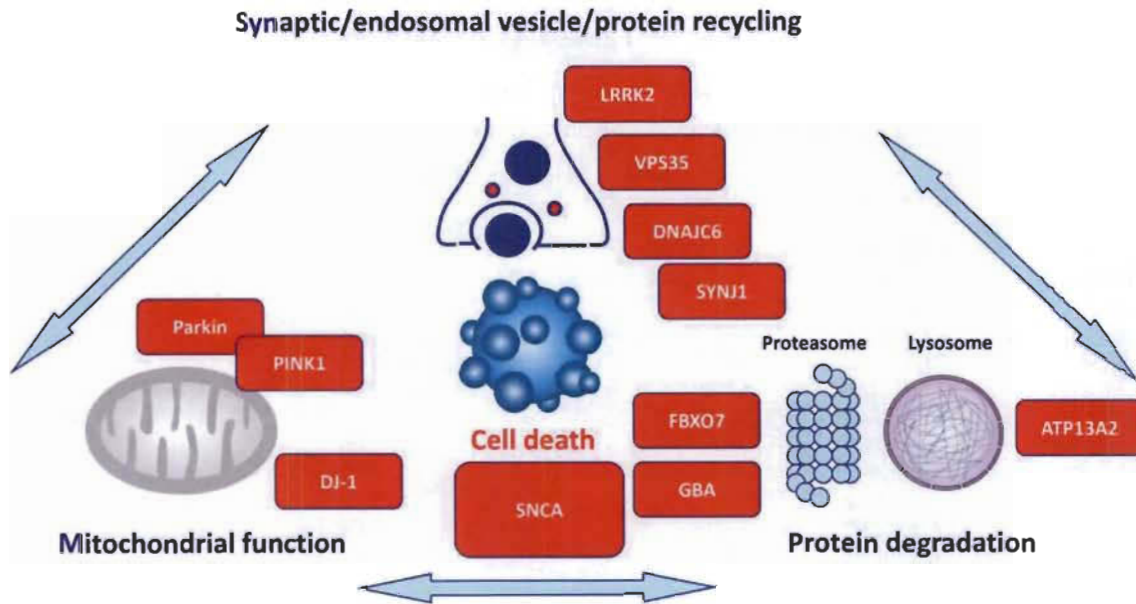 Synaptic/endosomal vesicle/protein recycling
LRRK2
VPS35
DNAJC6
SYNJ1
Parkin
PINK1
Proteasome
Lysosome
FBXO7
ATP13A2
Cell death
DJ-1
SNCA
GBA
Mitochondrial function
Protein degradation